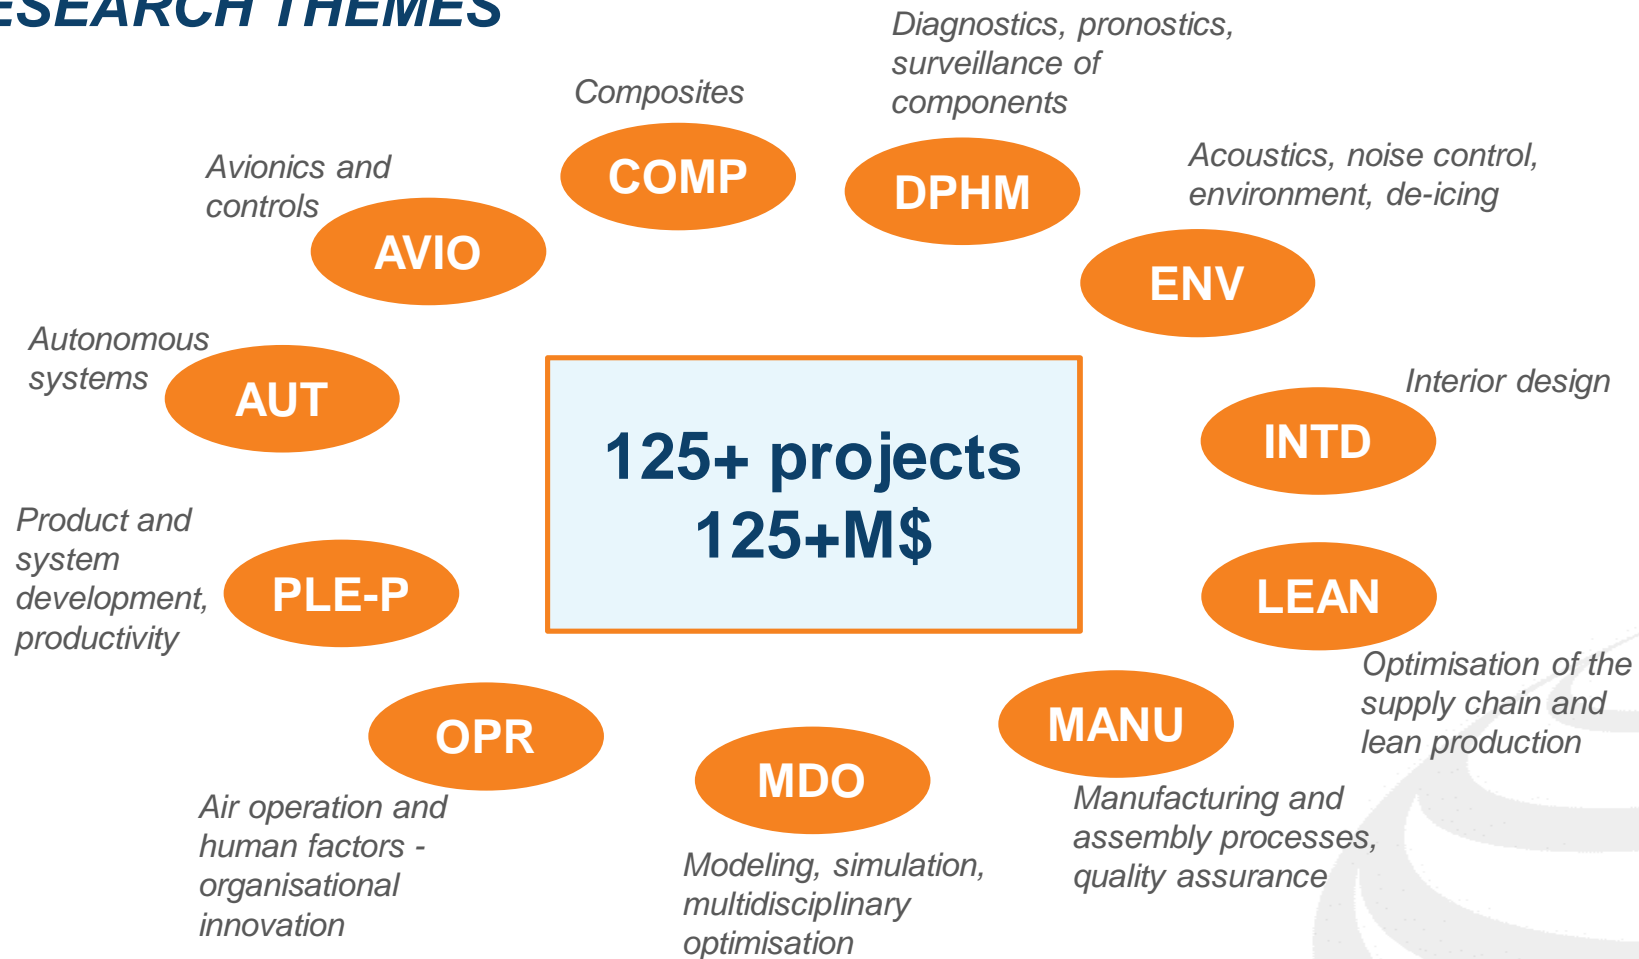 ESEARCH THEMES
Diagnostics, pronostics,
surveillance of
components
Composites
COMP
DPHM
Acoustics, noise control,
environment, de-icing
ENV
Avionics and
controls
AVIO
Autonomous
systems
AUT
Interior design
INTD
125+ projects
125+M$
Product and
system
development,
productivity
PLE-P
LEAN
Optimisation of the
supply chain and
lean production
OPR
Air operation and
human factors -
organisational
innovation
MDO
Modeling, simulation,
multidisciplinary
optimisation
MANU
Manufacturing and
assembly processes,
quality assurance